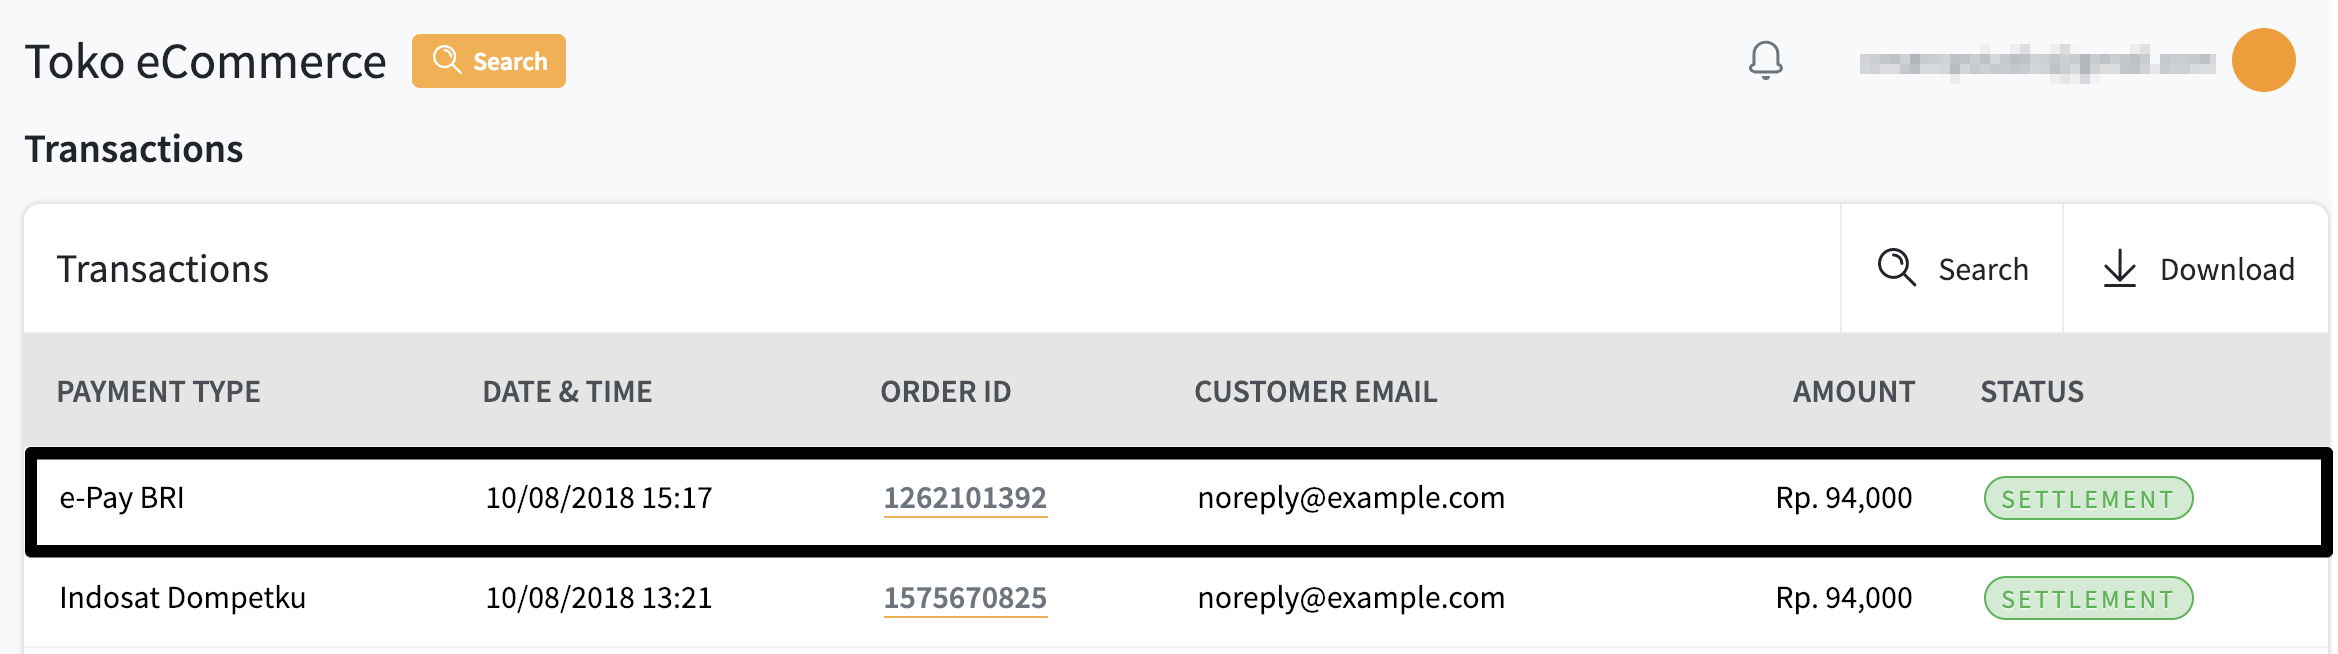 Toko eCommerce Search
Transactions
Transactions Search Download
PAYMENT TYPE DATE & TIME ORDER ID CUSTOMER EMAIL AMOUNT STATUS
e-Pay BRI 10/08/2018 15:17 1262101392 noreply@example.com Rp. 94,000 SETTLEMENT
Indosat Dompetku 10/08/2018 13:21 1575670825 noreply@example.com Rp. 94,000 SETTLEMENT